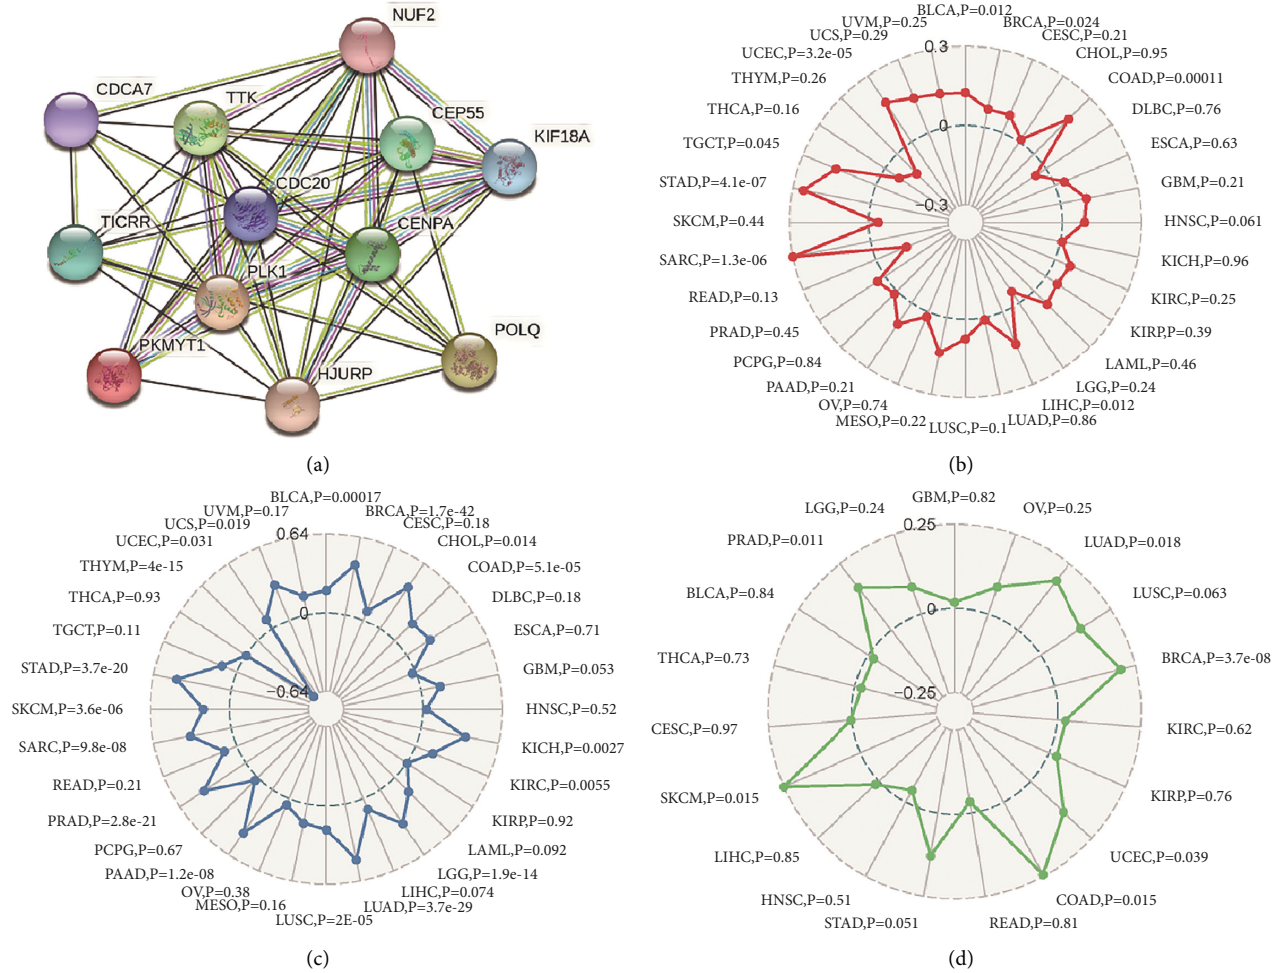 NUF2
CDCA7
TTK
CEP55
KIF18A
CDC20
TICRR
CENPA
PLK1
POLQ
PKMYT1
HJURP
(a)
BLCA,P=0.012
UVM,P=0.25
BRCA,P=0.024
UCS,P=0.29
CESC,P=0.21
UCEC,P=3.2e-05
0.3
CHOL,P=0.95
THYM,P=0.26
COAD,P=0.00011
THCA,P=0.16
DLBC,P=0.76
0
TGCT,P=0.045
ESCA,P=0.63
STAD,P=4.1e-07
GBM,P=0.21
−0.3
SKCM,P=0.44
HNSC,P=0.061
SARC,P=1.3e-06
KICH,P=0.96
READ,P=0.13
KIRC,P=0.25
PRAD,P=0.45
KIRP,P=0.39
PCPG,P=0.84
LAML,P=0.46
PAAD,P=0.21
LGG,P=0.24
OV,P=0.74
LIHC,P=0.012
MESO,P=0.22
LUSC,P=0.1
LUAD,P=0.86
(b)
BLCA,P=0.00017
UVM,P=0.17
BRCA,P=1.7e-42
UCS,P=0.019
CESC,P=0.18
UCEC,P=0.031
0.64
CHOL,P=0.014
THYM,P=4e-15
COAD,P=5.1e-05
THCA,P=0.93
DLBC,P=0.18
0
TGCT,P=0.11
ESCA,P=0.71
STAD,P=3.7e-20
GBM,P=0.053
−0.64
SKCM,P=3.6e-06
HNSC,P=0.52
SARC,P=9.8e-08
KICH,P=0.0027
READ,P=0.21
KIRC,P=0.0055
PRAD,P=2.8e-21
KIRP,P=0.92
PCPG,P=0.67
LAML,P=0.092
PAAD,P=1.2e-08
LGG,P=1.9e-14
OV,P=0.38
LIHC,P=0.074
MESO,P=0.16
LUAD,P=3.7e-29
LUSC,P=2E-05
(c)
GBM,P=0.82
LGG,P=0.24
OV,P=0.25
0.25
PRAD,P=0.011
LUAD,P=0.018
BLCA,P=0.84
LUSC,P=0.063
0
THCA,P=0.73
BRCA,P=3.7e-08
−0.25
CESC,P=0.97
KIRC,P=0.62
SKCM,P=0.015
KIRP,P=0.76
LIHC,P=0.85
UCEC,P=0.039
HNSC,P=0.51
COAD,P=0.015
STAD,P=0.051
READ,P=0.81
(d)